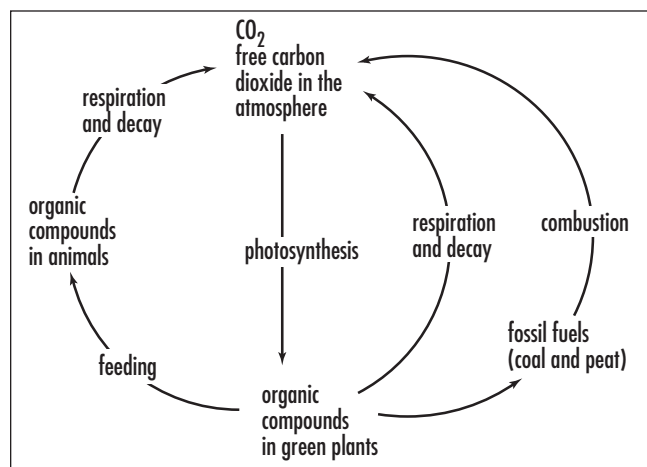 CO2
free carbon
dioxide in the
atmosphere
respiration
and decay
organic
compounds
in animals
photosynthesis
respiration
and decay
combustion
feeding
fossil fuels
(coal and peat)
organic
compounds
in green plants